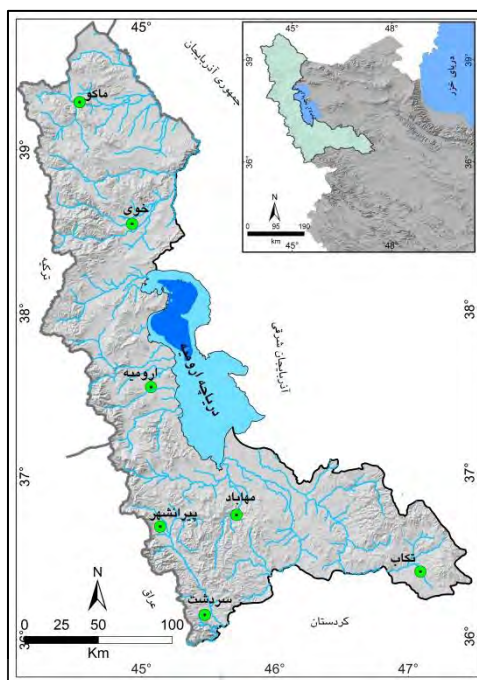 45°
48°
39°
36°
دریای خزر
N
0 95 190
km
45°
48°
45°
جمهوری آذربایجان
ماکو
39°
خوی
ترکیه
38°
38°
دریاچه ارومیه
آذربایجان شرقی
ارومیه
37°
37°
مهاباد
پیرانشهر
تکاب
N
عراق
سردشت
کردستان
36°
36°
0 25 50 100
Km
45°
46°
47°